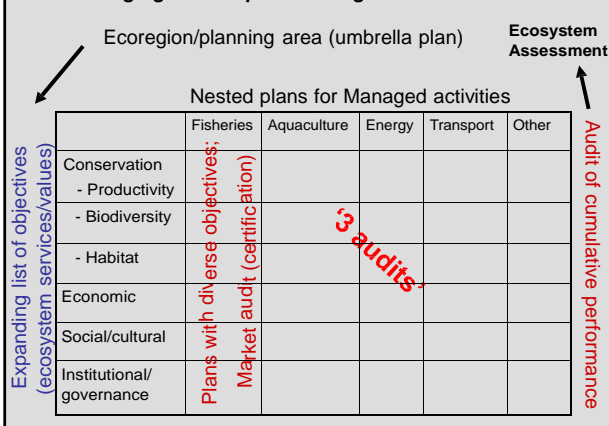 Ecoregion/planning area (umbrella plan)
Ecosystem
Assessment
Nested plans for Managed activities
Fisheries Aquaculture Energy Transport Other
Conservation
- Productivity
- Biodiversity
- Habitat
Economic
Social/cultural
Institutional/
governance
Expanding list of objectives
(ecosystem services/values)
Plans with diverse objectives;
Market audit (certification)
‘3 audits’
Audit of cumulative performance